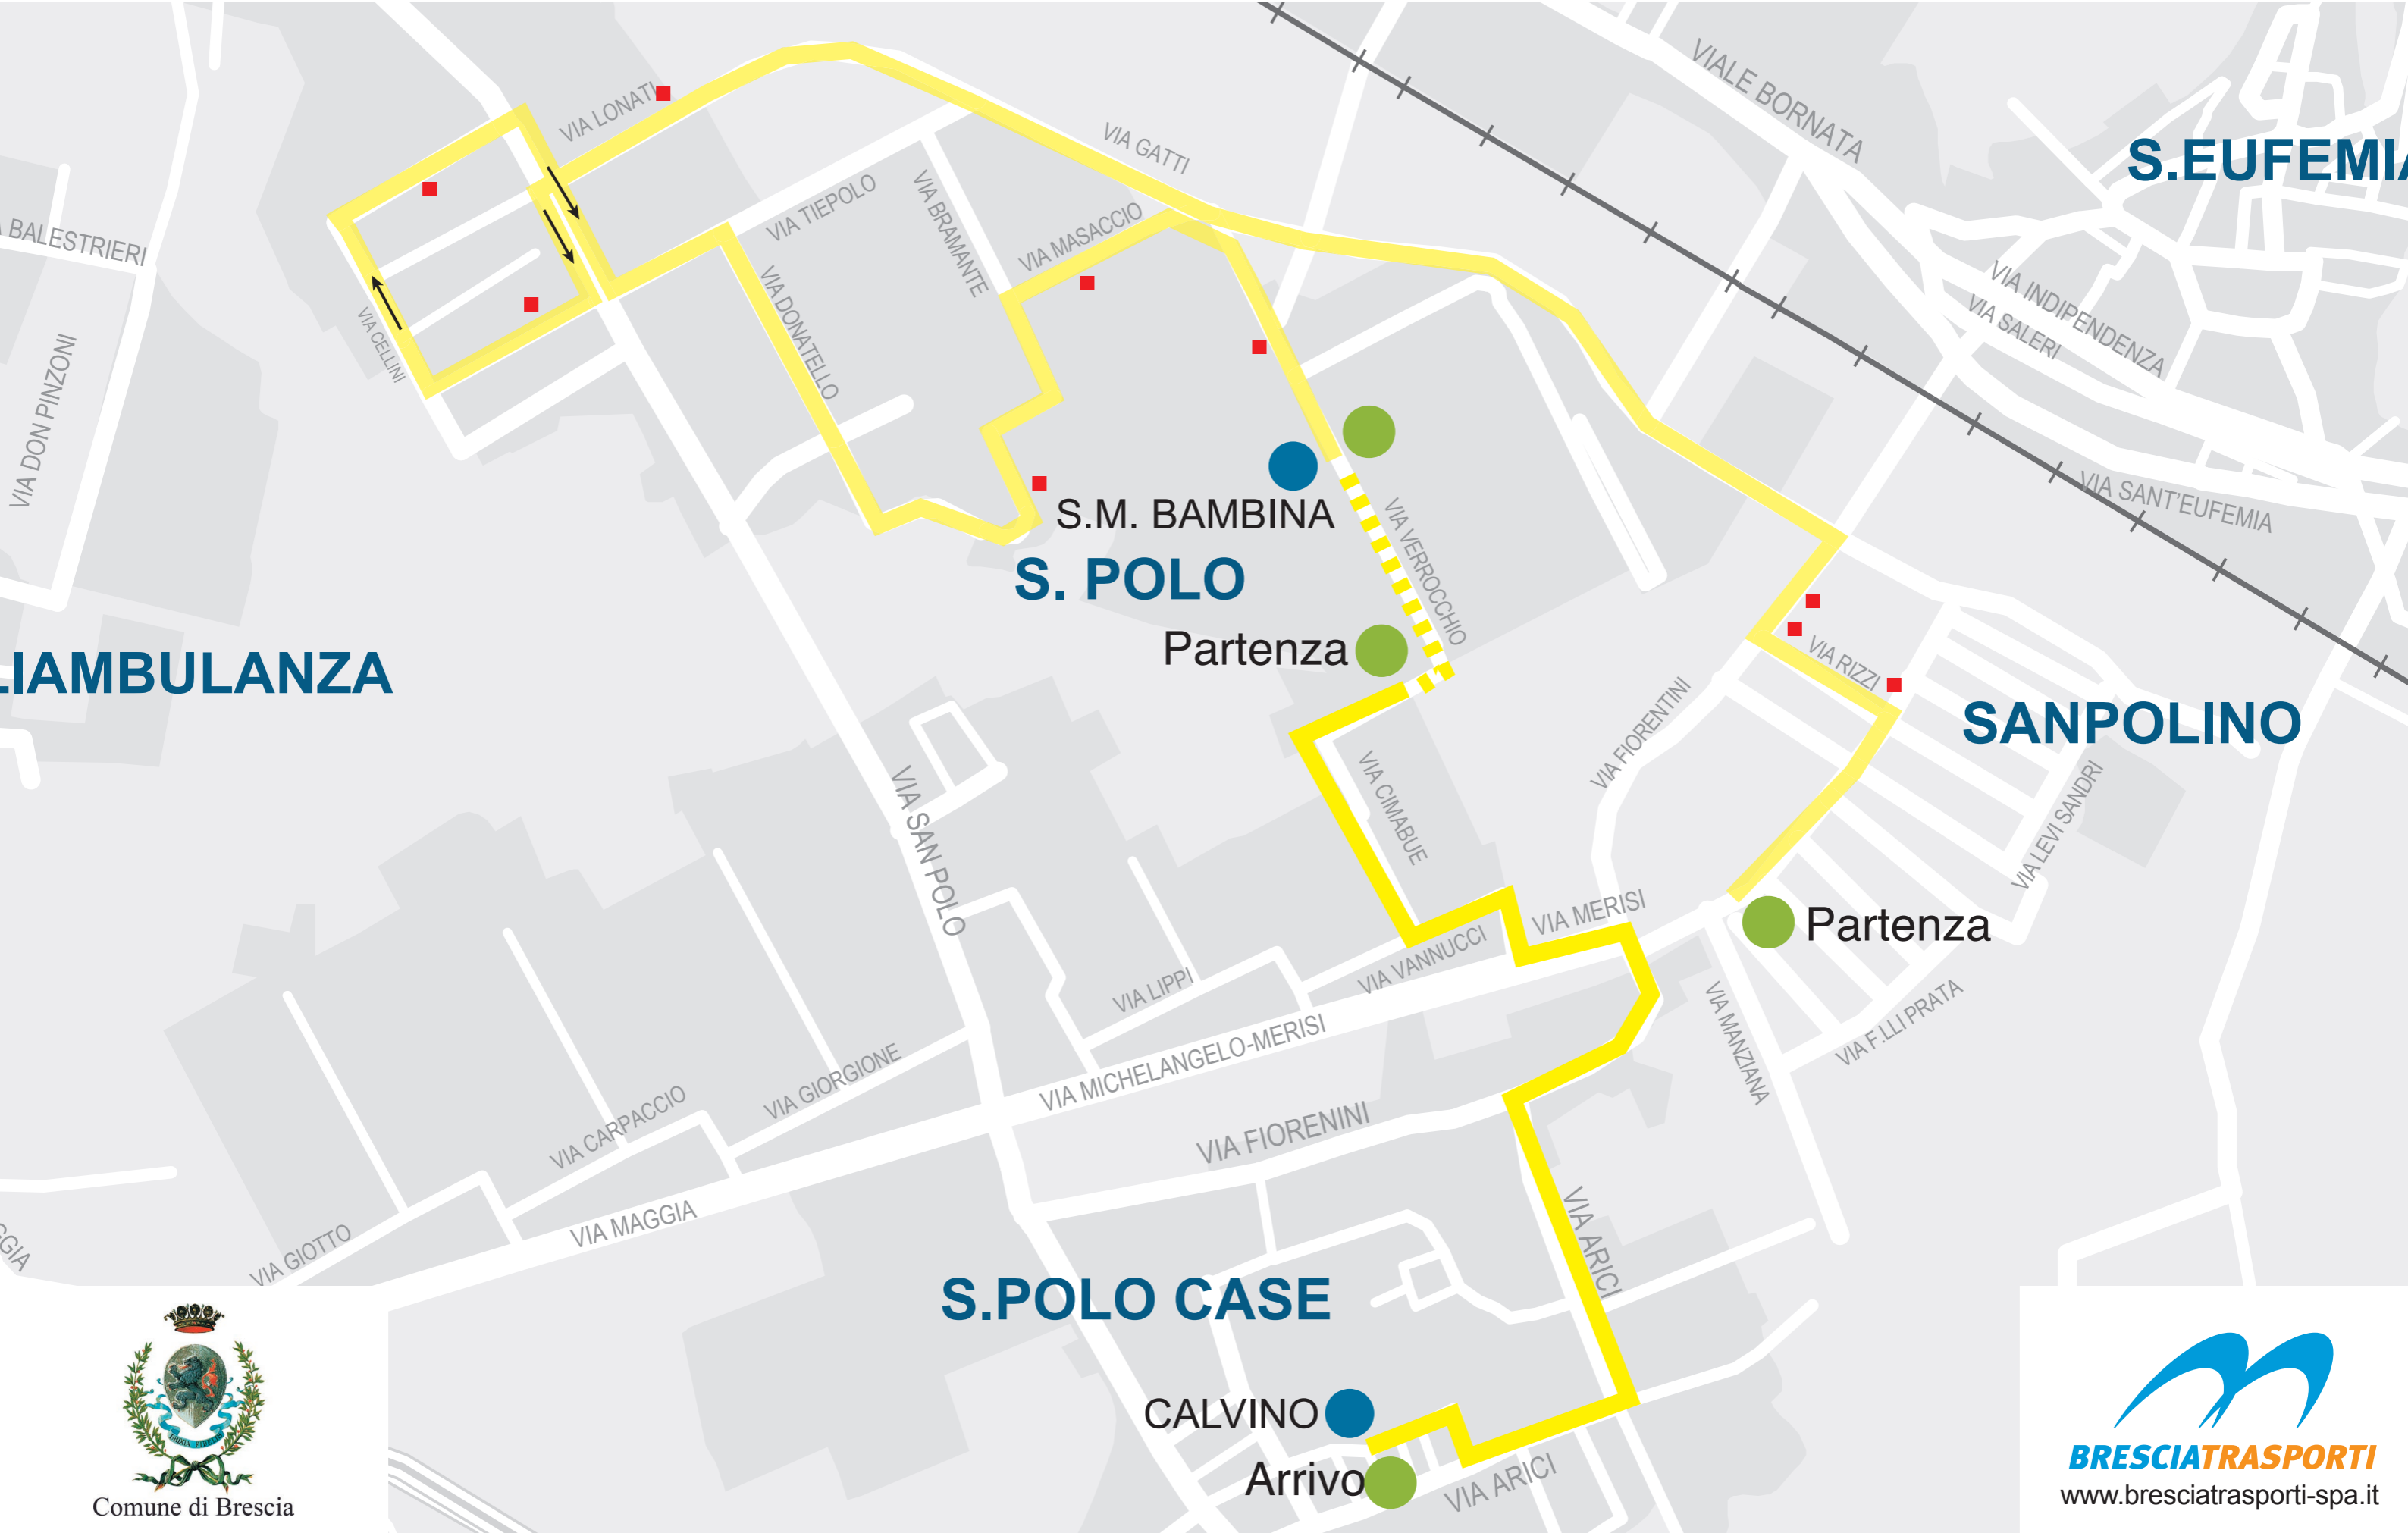 VIALE BORNATA
S.EUFEMIA
VIA LONATI
VIA GATTI
VIA TIEPOLO
VIA BRAMANTE
VIA MASACCIO
BALESTRIERI
VIA DONATELLO
VIA CELLINI
VIA DON PINZONI
VIA INDIPENDENZA
VIA SALERI
VIA SANT'EUFEMIA
S.M. BAMBINA
S. POLO
VIA VERROCCHIO
Partenza
LIAMBULANZA
VIA RIZZI
VIA FIORENTINI
SANPOLINO
VIA CIMABUE
VIA SAN POLO
VIA LEVI SANDRI
VIA MERISI
Partenza
VIA VANNUCCI
VIA LIPPI
VIA MANZIANA
VIA F.LLI PRATA
VIA MICHELANGELO-MERISI
VIA GIORGIONE
VIA CARPACCIO
VIA FIORENINI
VIA MAGGIA
VIA GIOTTO
GGIA
VIA ARICI
S.POLO CASE
CALVINO
Arrivo
VIA ARICI
Comune di Brescia
BRESCIATRASPORTI
www.bresciatrasporti-spa.it